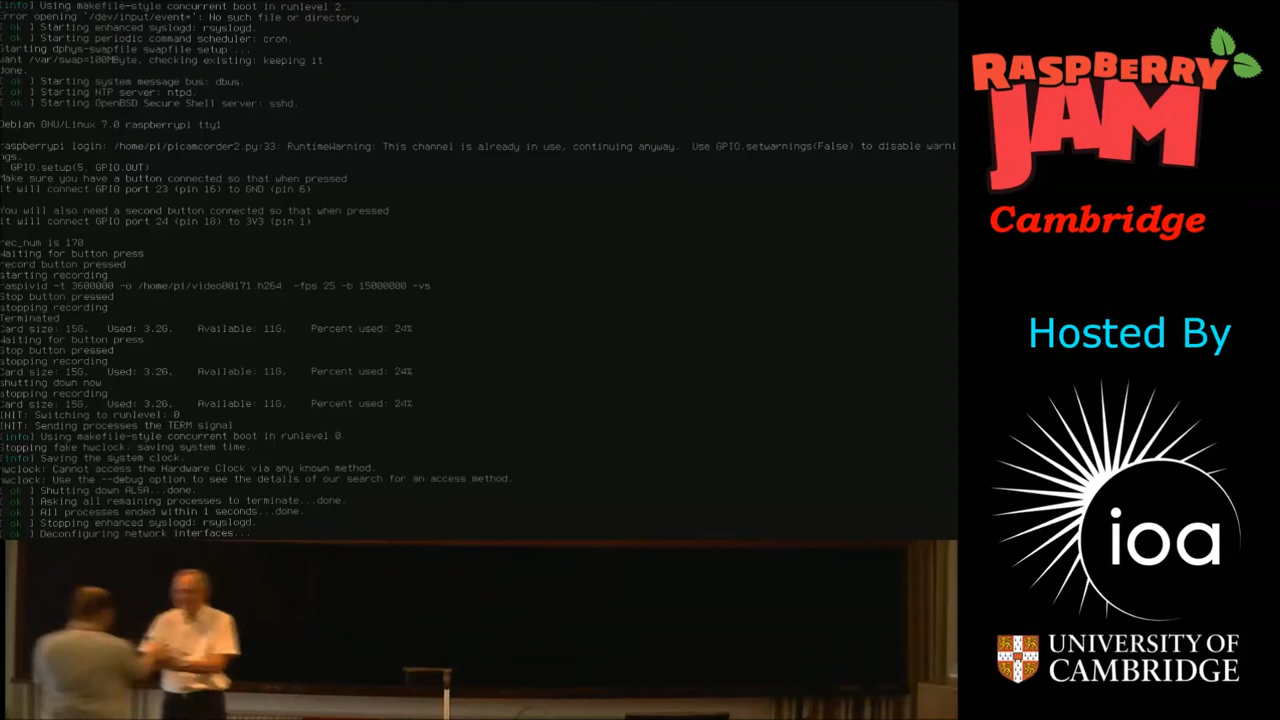 [info] Using makefile-style concurrent boot in runlevel 2.
Error opening '/dev/input/event*': No such file or directory
[ ok ] Starting enhanced syslogd: rsyslogd.
[ ok ] Starting periodic command scheduler: cron.
Starting dphys-swapfile swapfile setup ...
want /var/swap=100MByte, checking existing: keeping it
done.
[ ok ] Starting system message bus: dbus.
[ ok ] Starting NTP server: ntpd.
[ ok ] Starting OpenBSD Secure Shell server: sshd.
Debian GNU/Linux 7.0 raspberrypi tty1
raspberrypi login: /home/pi/picamcorder2.py:33: RuntimeWarning: This channel is already in use, continuing anyway.  Use GPIO.setwarnings(False) to disable warni
ngs.
GPIO.setup(5, GPIO.OUT)
Make sure you have a button connected so that when pressed
it will connect GPIO port 23 (pin 16) to GND (pin 6)
You will also need a second button connected so that when pressed
it will connect GPIO port 24 (pin 18) to 3V3 (pin 1)
rec_num is 170
Waiting for button press
record button pressed
starting recording
raspivid -t 3600000 -o /home/pi/video00171.h264  -fps 25 -b 15000000 -vs
Stop button pressed
stopping recording
Terminated
Card size: 15G,   Used: 3.2G,    Available: 11G,    Percent used: 24%
Waiting for button press
Stop button pressed
stopping recording
Card size: 15G,   Used: 3.2G,    Available: 11G,    Percent used: 24%
shutting down now
stopping recording
Card size: 15G,   Used: 3.2G,    Available: 11G,    Percent used: 24%
INIT: Switching to runlevel: 0
INIT: Sending processes the TERM signal
[info] Using makefile-style concurrent boot in runlevel 0.
Stopping fake hwclock: saving system time.
[info] Saving the system clock.
hwclock: Cannot access the Hardware Clock via any known method.
hwclock: Use the --debug option to see the details of our search for an access method.
[ ok ] Shutting down ALSA...done.
[ ok ] Asking all remaining processes to terminate...done.
[ ok ] All processes ended within 1 seconds...done.
[ ok ] Stopping enhanced syslogd: rsyslogd.
[ ok ] Deconfiguring network interfaces...
RASPBERRY
JAM
Cambridge
Hosted By
ioa
UNIVERSITY OF
CAMBRIDGE